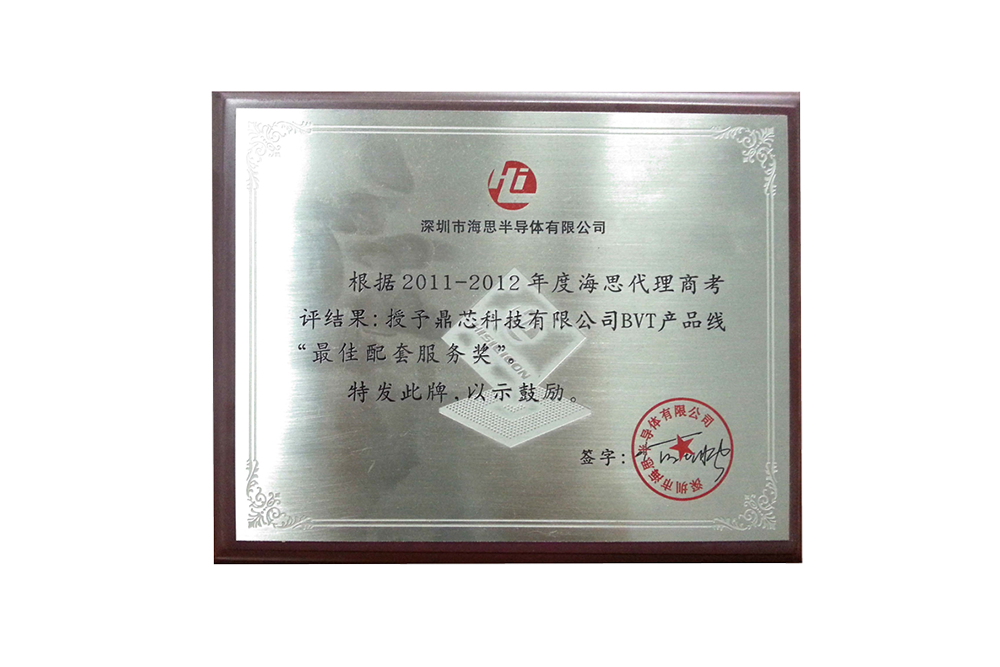 Hi
深圳市海思半导体有限公司
根据2011-2012年度海思代理商考
评结果:授予鼎芯科技有限公司BVT产品线
“最佳配套服务奖”。
特发此牌,以示鼓励。
HISILICON
签字:
深圳市海思半导体有限公司